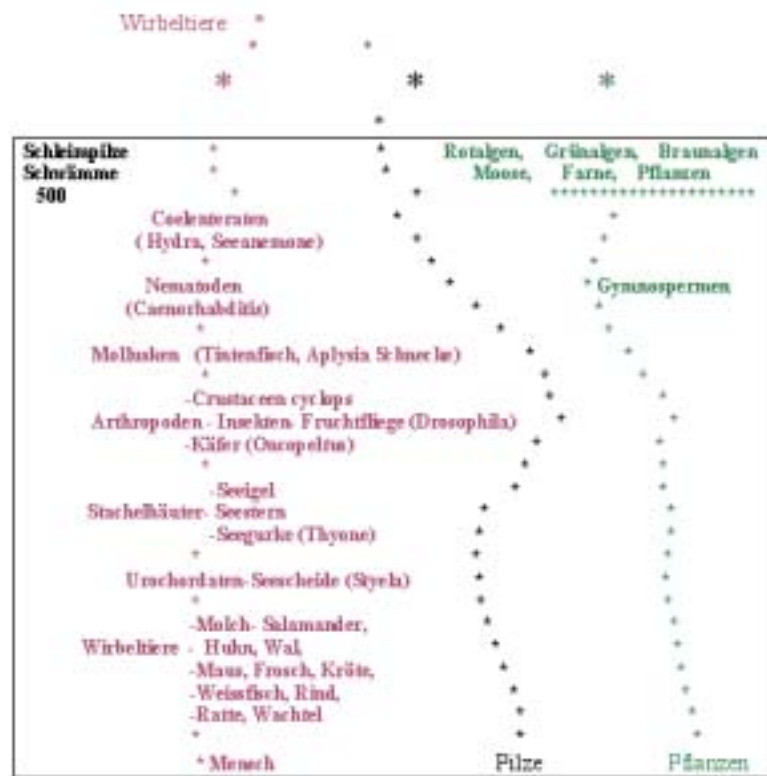 Wirbeltiere *
Schleimpilze Rotalgen, Grünalgen, Braunalgen
Schwämme Moose, Farne, Pflanzen
500
Coelenteraten
( Hydra, Seeanemone)
Nematoden Gymnospermen
(Caenorhabditis)
Mollusken (Tintenfisch, Aplysia Schnecke)
-Crustaceen cyclops
Arthropoden - Insekten- Fruchtfliege (Drosophila)
-Käfer (Oncopeltus)
-Seeigel
Stachelhäuter- Seestern
-Seegurke (Thyone)
Urochordaten-Seescheide (Styela)
-Molch- Salamander,
Wirbeltiere - Huhn, Wal,
-Maus, Frosch, Kröte,
-Weissfisch, Rind,
-Ratte, Wachtel
* Mensch Pilze Pflanzen